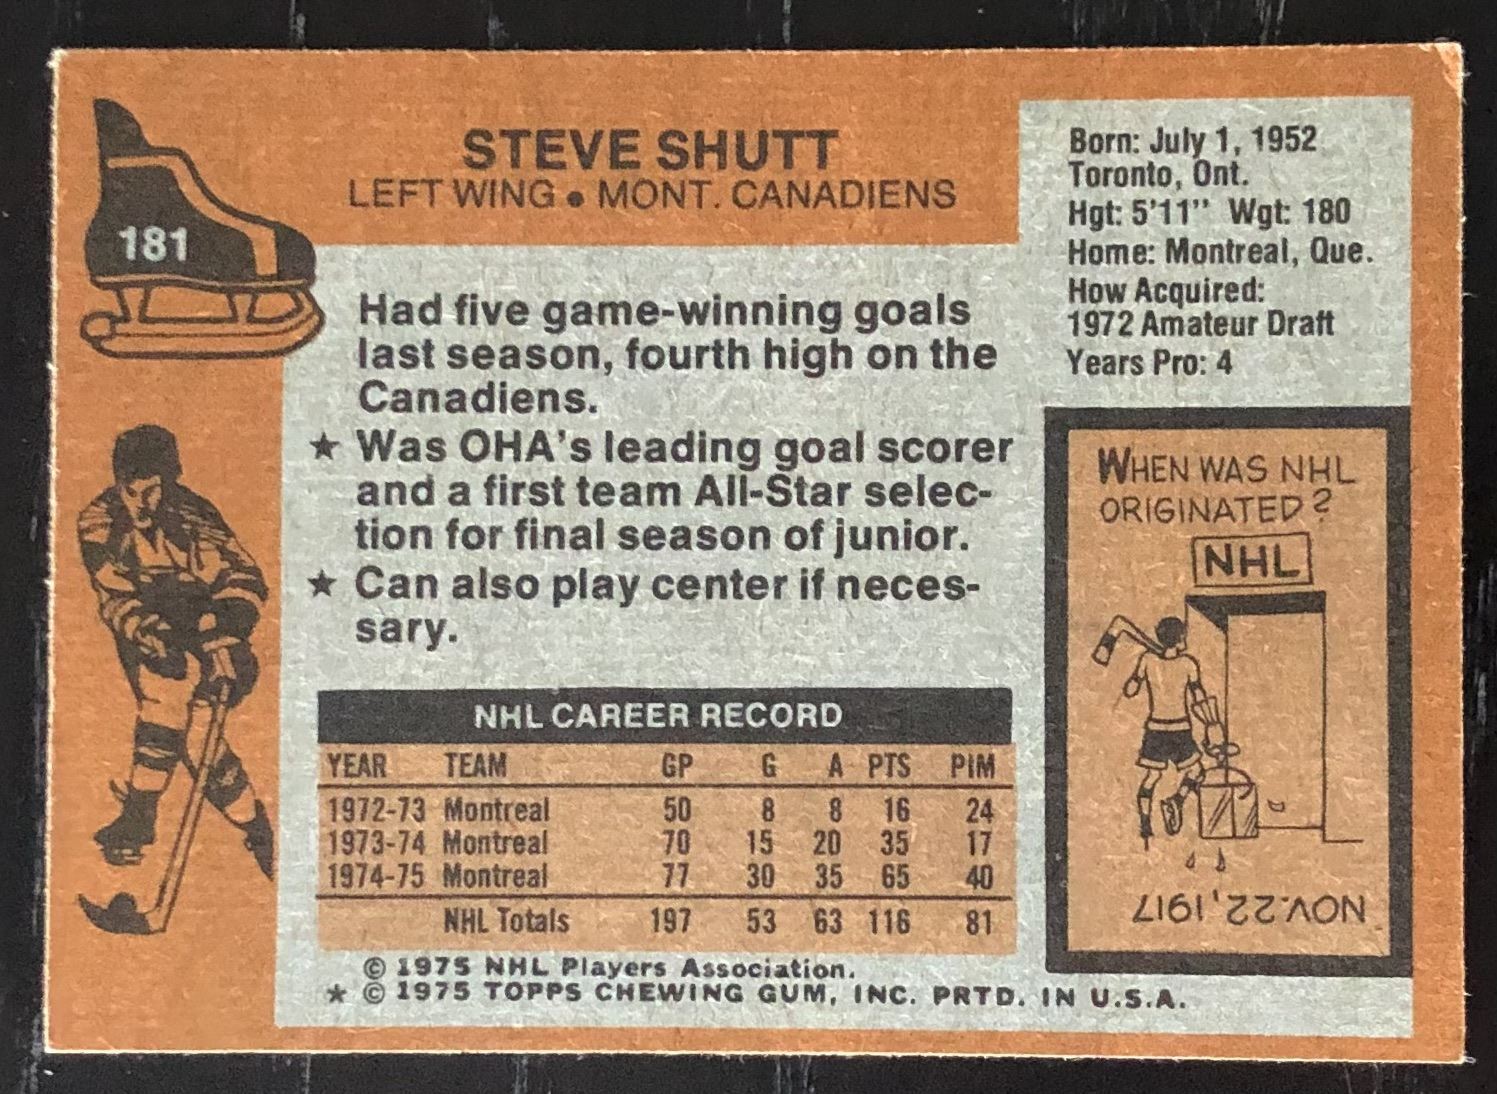 181
STEVE SHUTT
LEFT WING • MONT. CANADIENS
Born: July 1, 1952
Toronto, Ont.
Hgt: 5'11" Wgt: 180
Home: Montreal, Que.
How Acquired:
1972 Amateur Draft
Years Pro: 4
Had five game-winning goals
last season, fourth high on the
Canadiens.
★ Was OHA's leading goal scorer
and a first team All-Star selec-
tion for final season of junior.
★ Can also play center if neces-
sary.
NHL CAREER RECORD
YEAR TEAM GP G A PTS PIM
1972-73 Montreal 50 8 8 16 24
1973-74 Montreal 70 15 20 35 17
1974-75 Montreal 77 30 35 65 40
NHL Totals 197 53 63 116 81
WHEN WAS NHL
ORIGINATED?
NHL
NOV. 22, 1917
© 1975 NHL Players Association.
★ © 1975 TOPPS CHEWING GUM, INC. PRTD. IN U.S.A.